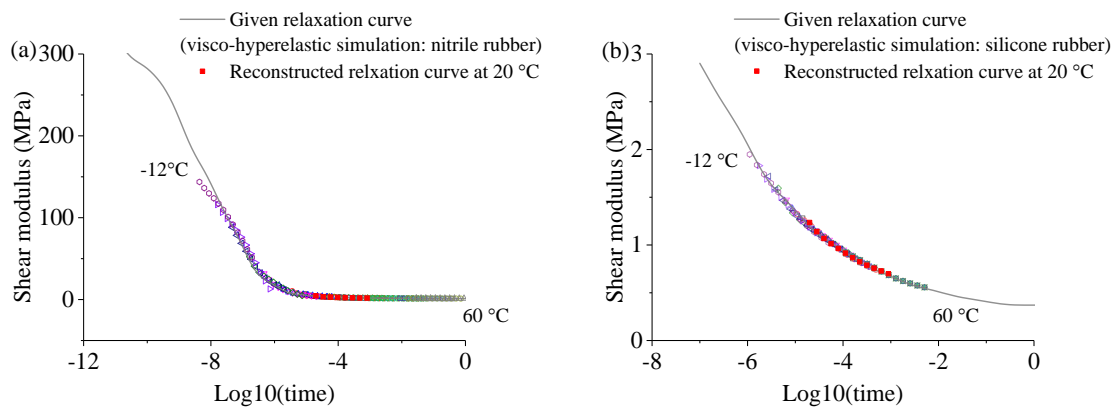 (a)
Given relaxation curve
(visco-hyperelastic simulation: nitrile rubber)
Reconstructed relxation curve at 20 °C
300
200
100
0
Shear modulus (MPa)
-12°C
60 °C
-12
-8
-4
0
Log10(time)
(b)
Given relaxation curve
(visco-hyperelastic simulation: silicone rubber)
Reconstructed relxation curve at 20 °C
3
2
1
0
Shear modulus (MPa)
-12 °C
60 °C
-8
-6
-4
-2
0
Log10(time)